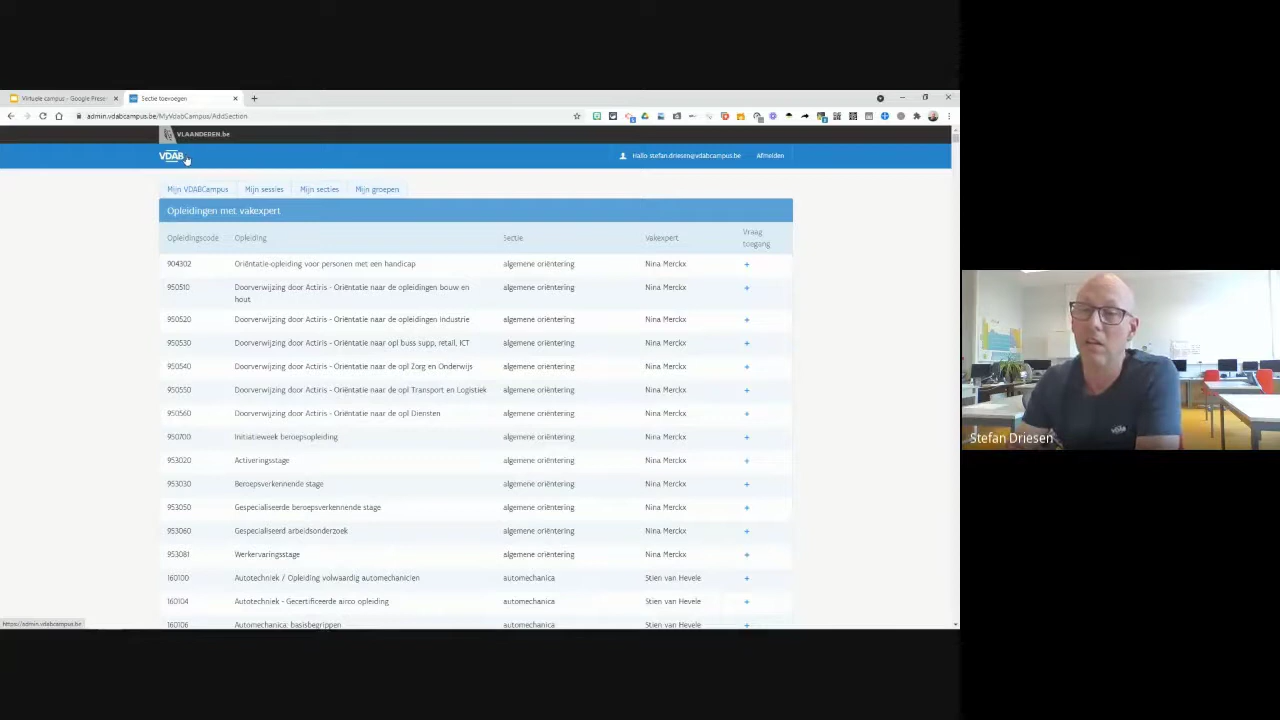 Virtuele campus - Google Prese
Sectie toevoegen
admin.vdabcampus.be/MyVdabCampus/AddSection
VLAANDEREN.be
VDAB
Hallo stefan.driesen@vdabcampus.be
Afmelden
Mijn VDABCampus
Mijn sessies
Mijn secties
Mijn groepen
Opleidingen met vakexpert
Opleidingscode Opleiding Sectie Vakexpert Vraag toegang
904302 Oriëntatie-opleiding voor personen met een handicap algemene oriëntering Nina Merckx +
950510 Doorverwijzing door Actiris - Oriëntatie naar de opleidingen bouw en algemene oriëntering Nina Merckx +
hout
950520 Doorverwijzing door Actiris - Oriëntatie naar de opleidingen Industrie algemene oriëntering Nina Merckx +
950530 Doorverwijzing door Actiris - Oriëntatie naar opl buss supp, retail, ICT algemene oriëntering Nina Merckx +
950540 Doorverwijzing door Actiris - Oriëntatie naar de opl Zorg en Onderwijs algemene oriëntering Nina Merckx +
950550 Doorverwijzing door Actiris - Oriëntatie naar de opl Transport en Logistiek algemene oriëntering Nina Merckx +
950560 Doorverwijzing door Actiris - Oriëntatie naar de opl Diensten algemene oriëntering Nina Merckx +
950700 Initiatieweek beroepsopleiding algemene oriëntering Nina Merckx +
953020 Activeringsstage algemene oriëntering Nina Merckx +
953030 Beroepsverkennende stage algemene oriëntering Nina Merckx +
953050 Gespecialiseerde beroepsverkennende stage algemene oriëntering Nina Merckx +
953060 Gespecialiseerd arbeidsonderzoek algemene oriëntering Nina Merckx +
953081 Werkervaringsstage algemene oriëntering Nina Merckx +
160100 Autotechniek / Opleiding volwaardig automechanicien automechanica Stien van Hevele +
160104 Autotechniek - Gecertificeerde airco opleiding automechanica Stien van Hevele +
160106 Automechanica: basisbegrippen automechanica Stien van Hevele +
https://admin.vdabcampus.be
Stefan Driesen